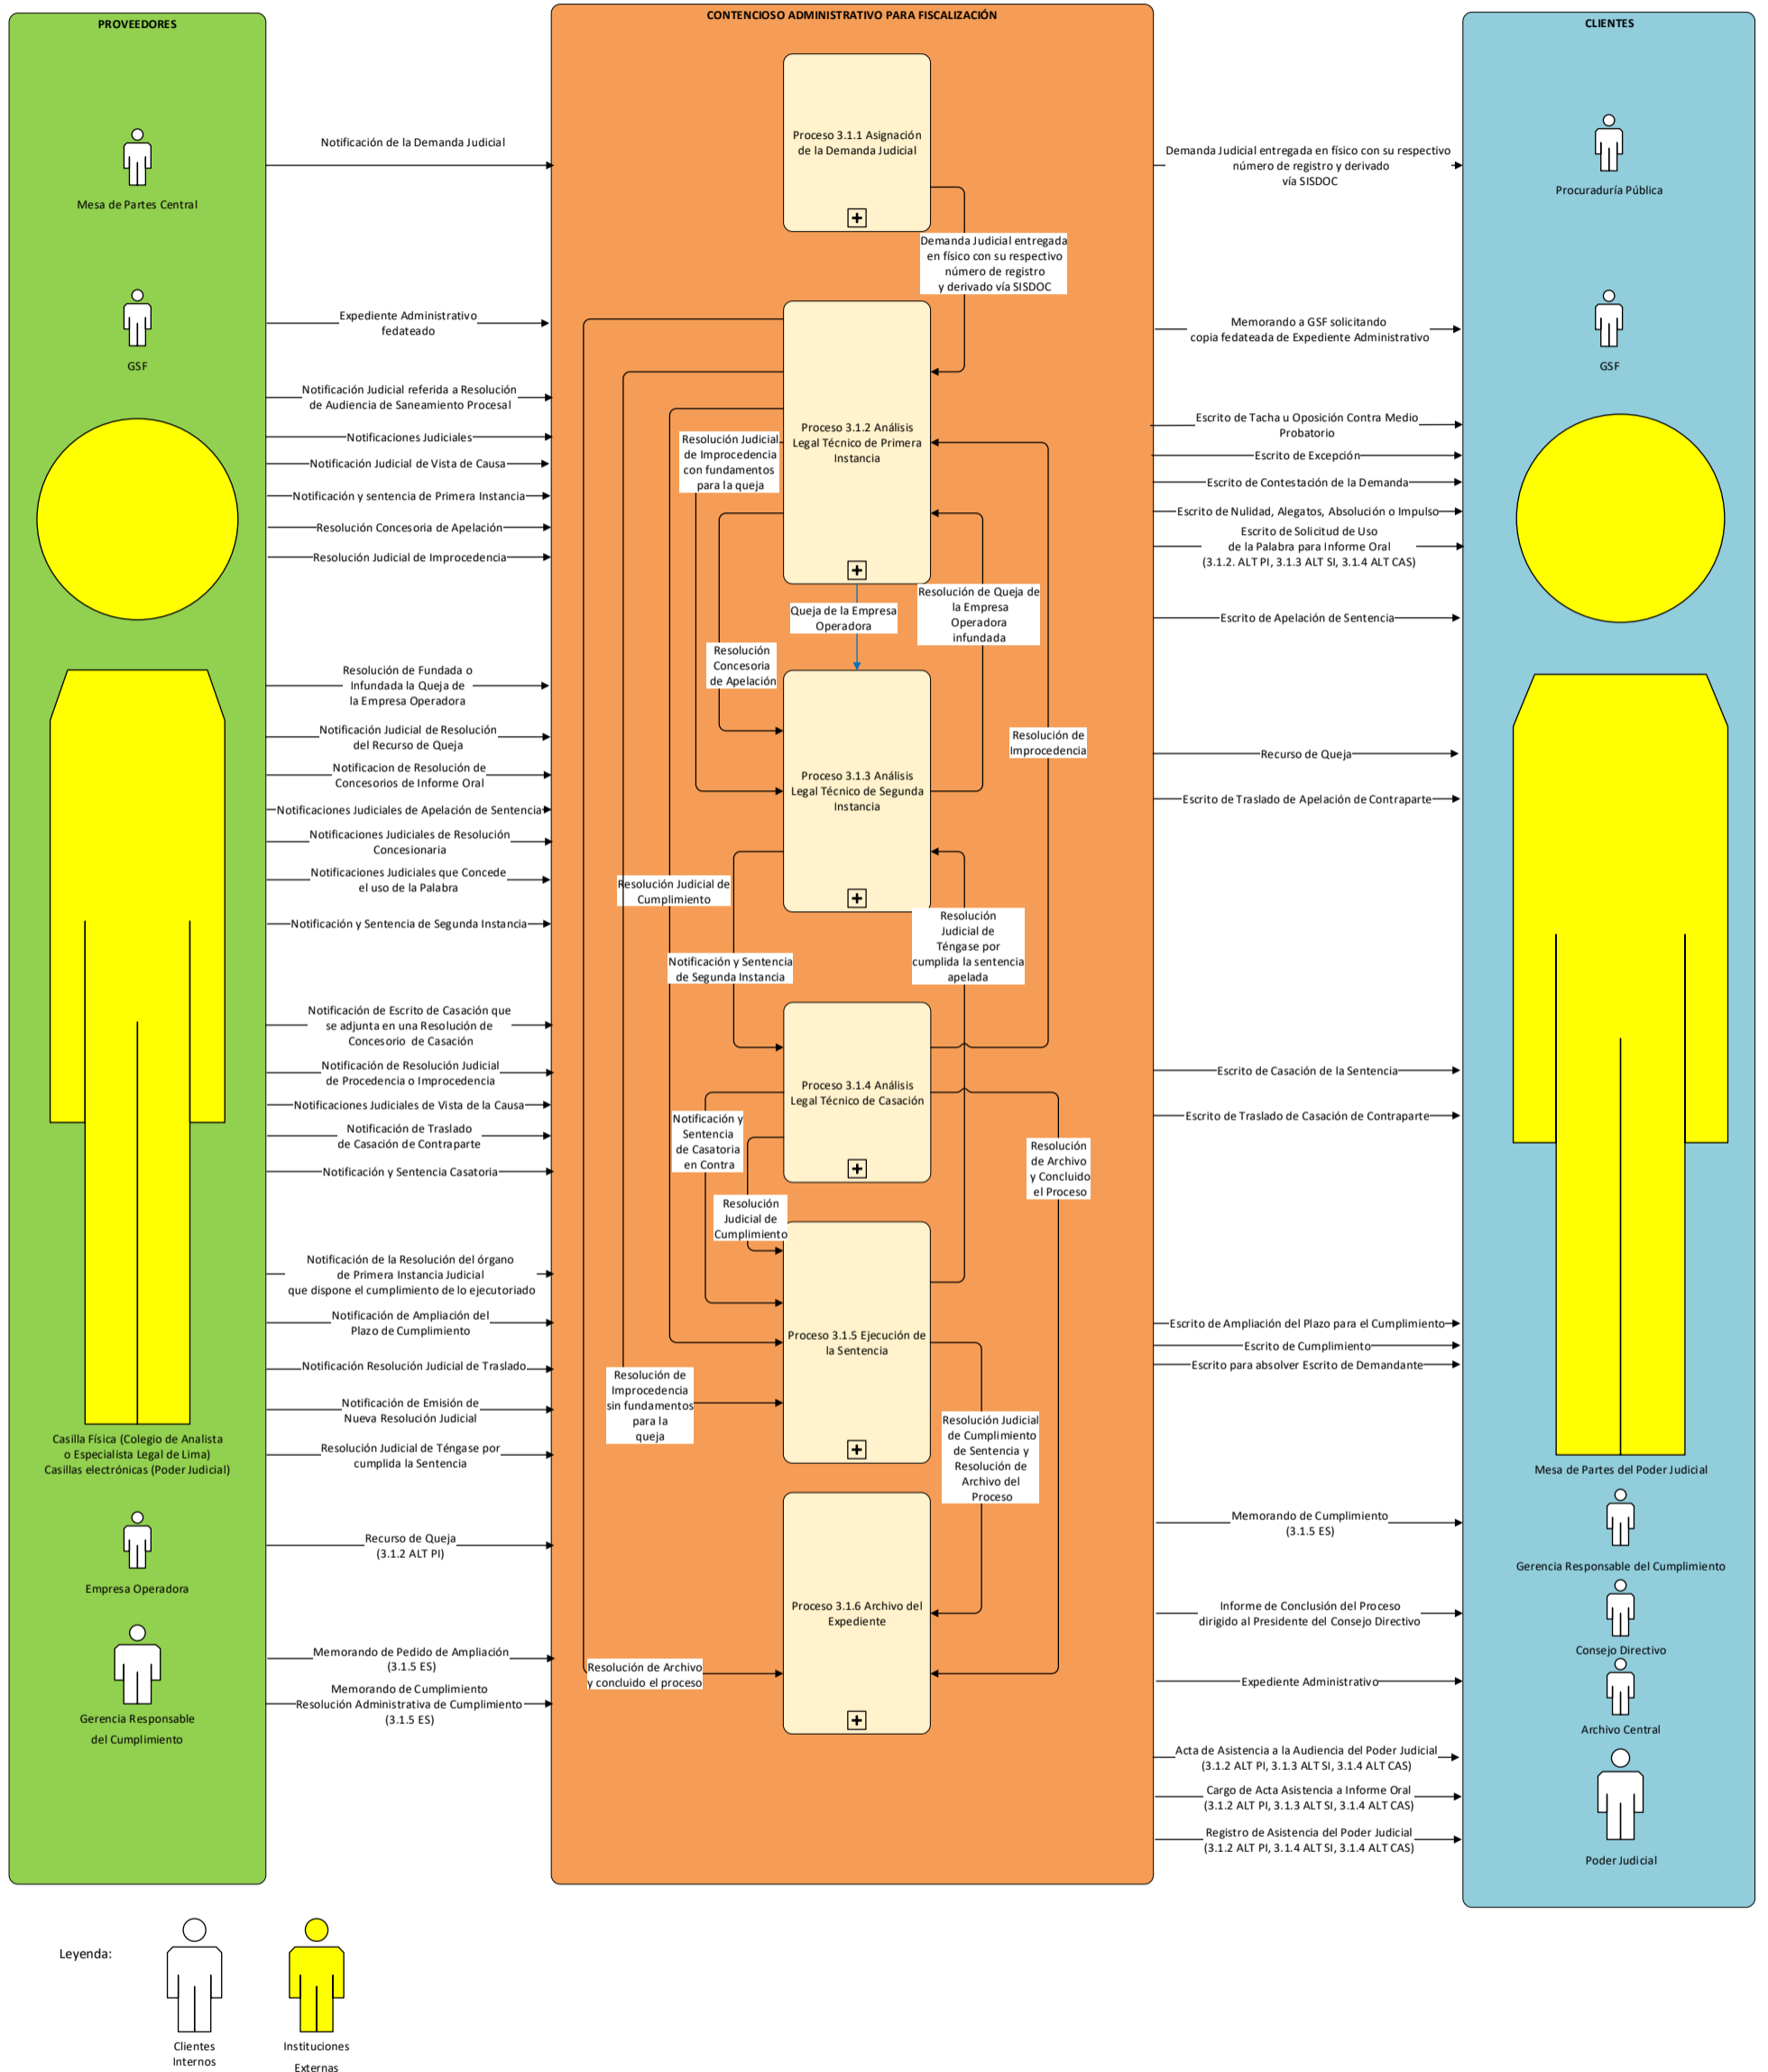 PROVEEDORES
Mesa de Partes Central
GSF
Casilla Física (Colegio de Analista
o Especialista Legal de Lima)
Casillas electrónicas (Poder Judicial)
Empresa Operadora
Gerencia Responsable
del Cumplimiento
Notificación de la Demanda Judicial
Expediente Administrativo
fedateado
Notificación Judicial referida a Resolución
de Audiencia de Saneamiento Procesal
Notificaciones Judiciales
Notificación Judicial de Vista de Causa
Notificación y sentencia de Primera Instancia
Resolución Concesoria de Apelación
Resolución Judicial de Improcedencia
Resolución de Fundada o
Infundada la Queja de
la Empresa Operadora
Notificación Judicial de Resolución
del Recurso de Queja
Notificacion de Resolución de
Concesorios de Informe Oral
Notificaciones Judiciales de Apelación de Sentencia
Notificaciones Judiciales de Resolución
Concesionaria
Notificaciones Judiciales que Concede
el uso de la Palabra
Notificación y Sentencia de Segunda Instancia
Notificación de Escrito de Casación que
se adjunta en una Resolución de
Concesorio de Casación
Notificación de Resolución Judicial
de Procedencia o Improcedencia
Notificaciones Judiciales de Vista de la Causa
Notificación de Traslado
de Casación de Contraparte
Notificación y Sentencia Casatoria
Notificación de la Resolución del órgano
de Primera Instancia Judicial
que dispone el cumplimiento de lo ejecutoriado
Notificación de Ampliación del
Plazo de Cumplimiento
Notificación Resolución Judicial de Traslado
Notificación de Emisión de
Nueva Resolución Judicial
Resolución Judicial de Téngase por
cumplida la Sentencia
Recurso de Queja
(3.1.2 ALT PI)
Memorando de Pedido de Ampliación
(3.1.5 ES)
Memorando de Cumplimiento
Resolución Administrativa de Cumplimiento
(3.1.5 ES)
CONTENCIOSO ADMINISTRATIVO PARA FISCALIZACIÓN
Proceso 3.1.1 Asignación
de la Demanda Judicial
Demanda Judicial entregada
en físico con su respectivo
número de registro
y derivado vía SISDOC
Proceso 3.1.2 Análisis
Legal Técnico de Primera
Instancia
Resolución Judicial
de Improcedencia
con fundamentos
para la queja
Queja de la Empresa
Operadora
Resolución de Queja de
la Empresa
Operadora
infundada
Resolución
Concesoria
de Apelación
Resolución de
Improcedencia
Proceso 3.1.3 Análisis
Legal Técnico de Segunda
Instancia
Resolución Judicial de
Cumplimiento
Resolución
Judicial de
Téngase por
cumplida la sentencia
apelada
Notificación y Sentencia
de Segunda Instancia
Proceso 3.1.4 Análisis
Legal Técnico de Casación
Notificación y
Sentencia
de Casatoria
en Contra
Resolución
de Archivo
y Concluido
el Proceso
Resolución
Judicial de
Cumplimiento
Proceso 3.1.5 Ejecución de
la Sentencia
Resolución de
Improcedencia
sin fundamentos
para la
queja
Resolución Judicial
de Cumplimiento
de Sentencia y
Resolución de
Archivo del
Proceso
Proceso 3.1.6 Archivo del
Expediente
Resolución de Archivo
y concluido el proceso
Demanda Judicial entregada en físico con su respectivo
número de registro y derivado
vía SISDOC
Memorando a GSF solicitando
copia fedateada de Expediente Administrativo
Escrito de Tacha u Oposición Contra Medio
Probatorio
Escrito de Excepción
Escrito de Contestación de la Demanda
Escrito de Nulidad, Alegatos, Absolución o Impulso
Escrito de Solicitud de Uso
de la Palabra para Informe Oral
(3.1.2. ALT PI, 3.1.3 ALT SI, 3.1.4 ALT CAS)
Escrito de Apelación de Sentencia
Recurso de Queja
Escrito de Traslado de Apelación de Contraparte
Escrito de Casación de la Sentencia
Escrito de Traslado de Casación de Contraparte
Escrito de Ampliación del Plazo para el Cumplimiento
Escrito de Cumplimiento
Escrito para absolver Escrito de Demandante
Memorando de Cumplimiento
(3.1.5 ES)
Informe de Conclusión del Proceso
dirigido al Presidente del Consejo Directivo
Expediente Administrativo
Acta de Asistencia a la Audiencia del Poder Judicial
(3.1.2 ALT PI, 3.1.3 ALT SI, 3.1.4 ALT CAS)
Cargo de Acta Asistencia a Informe Oral
(3.1.2 ALT PI, 3.1.3 ALT SI, 3.1.4 ALT CAS)
Registro de Asistencia del Poder Judicial
(3.1.2 ALT PI, 3.1.4 ALT SI, 3.1.4 ALT CAS)
CLIENTES
Procuraduría Pública
GSF
Mesa de Partes del Poder Judicial
Gerencia Responsable del Cumplimiento
Consejo Directivo
Archivo Central
Poder Judicial
Leyenda:
Clientes
Internos
Instituciones
Externas